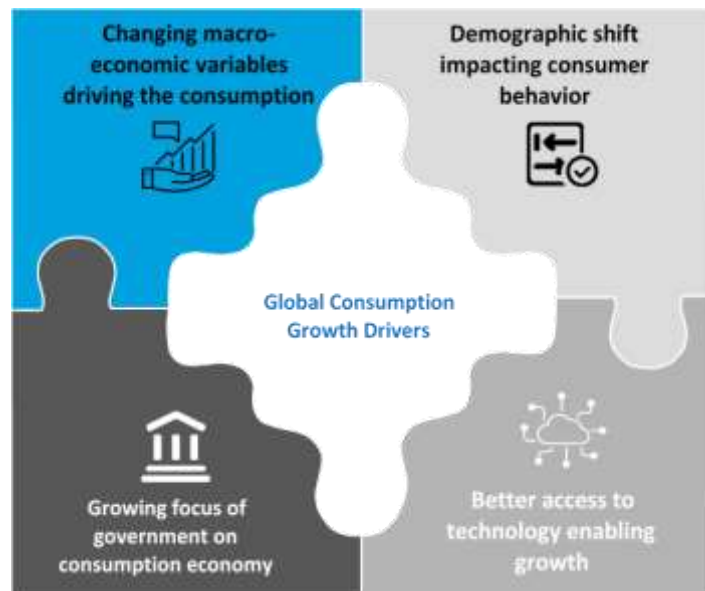 Changing macro-
economic variables
driving the consumption
Demographic shift
impacting consumer
behavior
Global Consumption
Growth Drivers
Growing focus of
government on
consumption economy
Better access to
technology enabling
growth